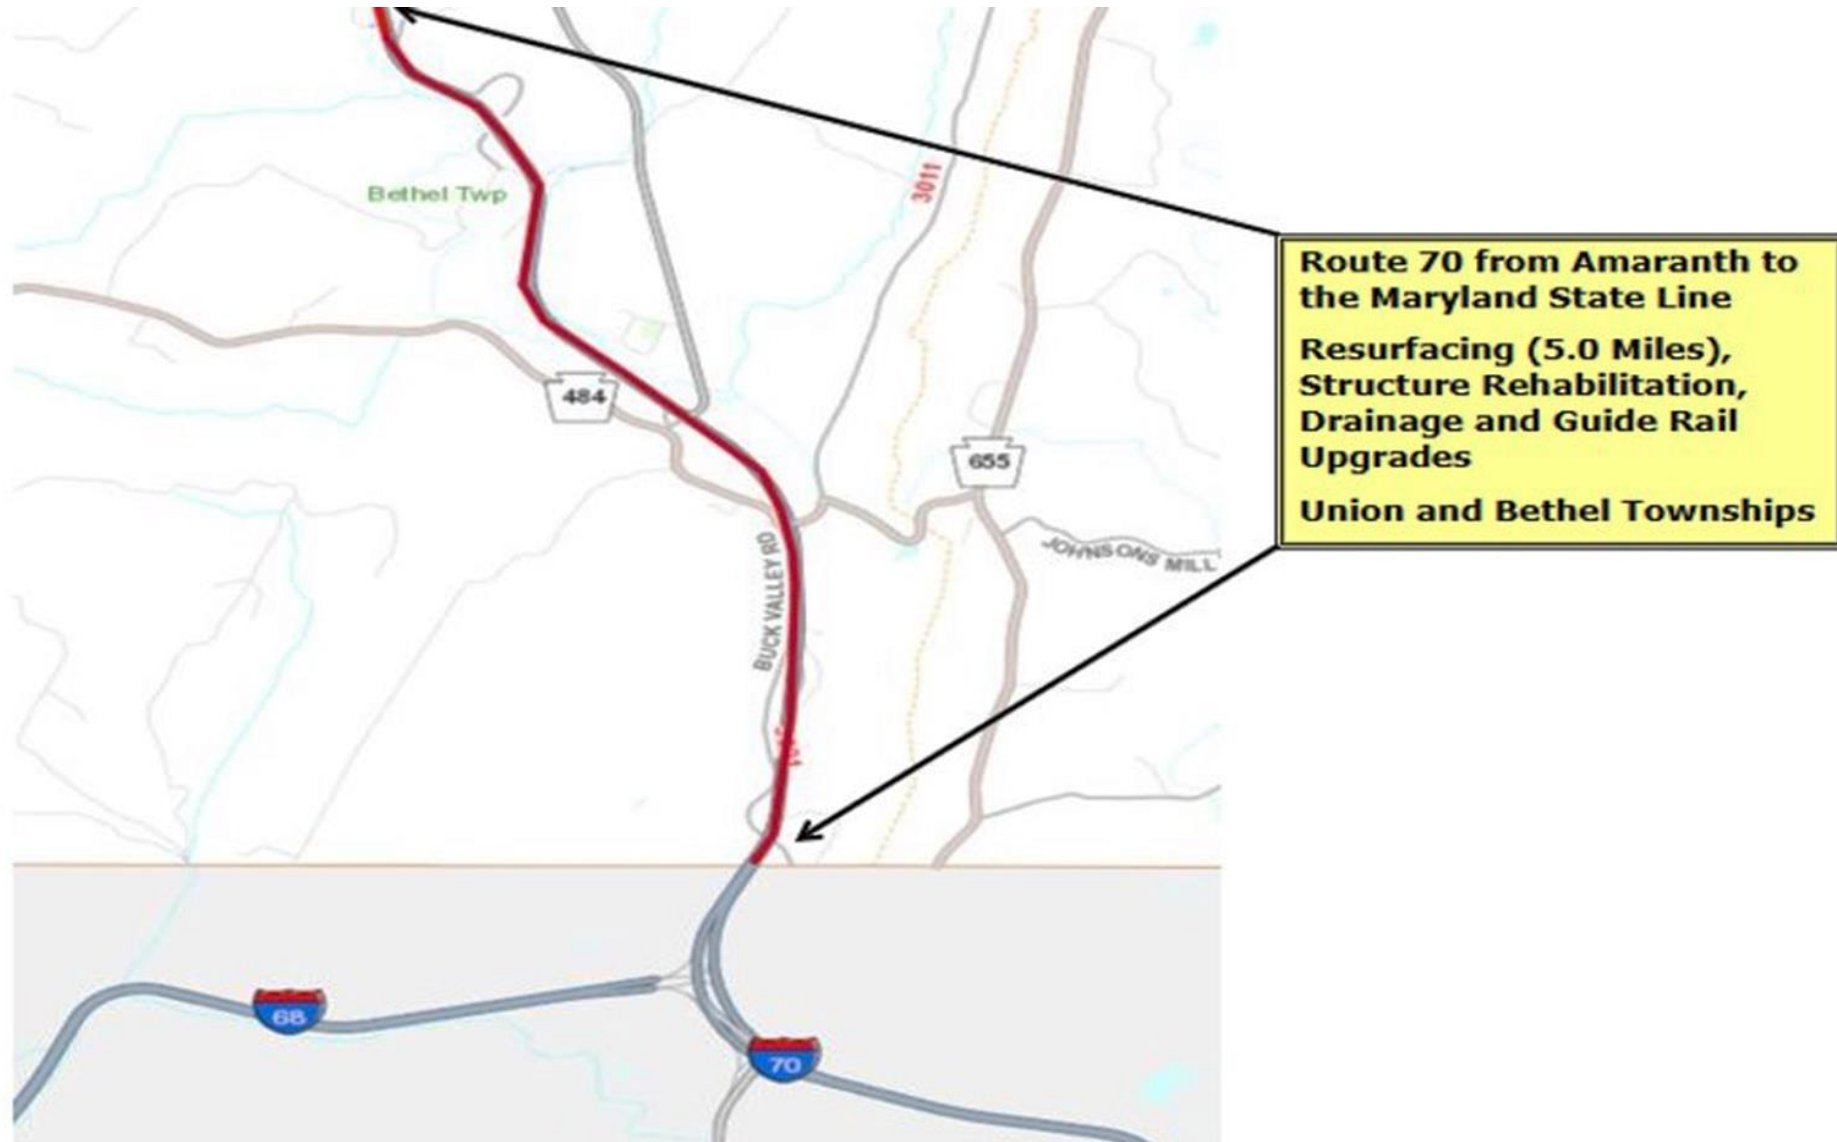 Bethel Twp
3011
Route 70 from Amaranth to
the Maryland State Line
Resurfacing (5.0 Miles),
Structure Rehabilitation,
Drainage and Guide Rail
Upgrades
Union and Bethel Townships
484
655
JOHNSONS MILL
BUCK VALLEY RD
68
70